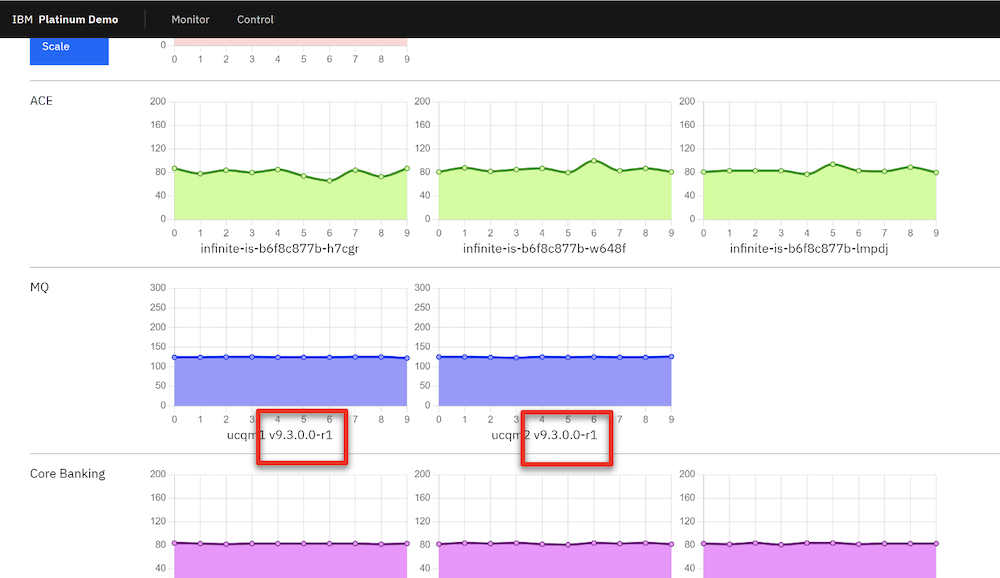 IBM Platinum Demo Monitor Control
Scale
0
0 1 2 3 4 5 6 7 8 9
ACE
200 200 200
160 160 160
120 120 120
80 80 80
40 40 40
0 0 0
0 1 2 3 4 5 6 7 8 9 0 1 2 3 4 5 6 7 8 9 0 1 2 3 4 5 6 7 8 9
infinite-is-b6f8c877b-h7cgr infinite-is-b6f8c877b-w648f infinite-is-b6f8c877b-lmpdj
MQ
300 300
250 250
200 200
150 150
100 100
50 50
0 0
0 1 2 3 4 5 6 7 8 9 0 1 2 3 4 5 6 7 8 9
ucqm1 v9.3.0.0-r1 ucqm2 v9.3.0.0-r1
Core Banking
200 200 200
160 160 160
120 120 120
80 80 80
40 40 40